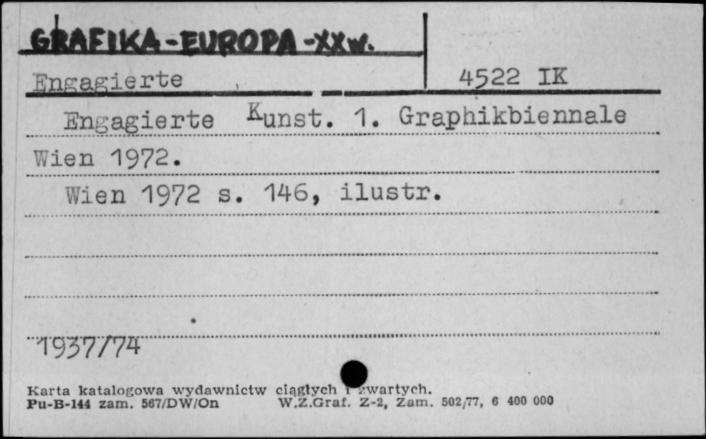 GRAFIKA-EUROPA-XXw.
Engagierte 4522 IK
Engagierte Kunst. 1. Graphikbiennale
Wien 1972.
Wien 1972 s. 146, ilustr.
1937/74
Karta katalogowa wydawnictw ciągłych i zwartych.
Pu-B-144 zam. 567/DW/On W.Z.Graf. Z-2, Zam. 502/77, 6 400 000